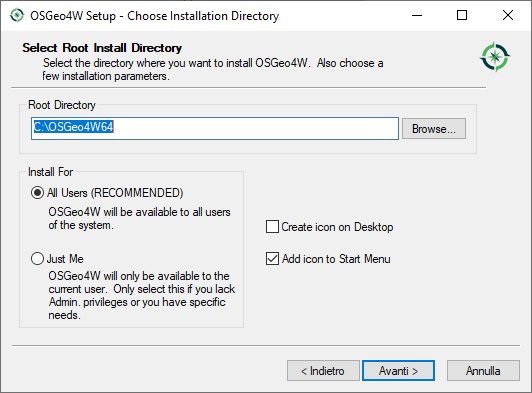 OSGeo4W Setup - Choose Installation Directory
Select Root Install Directory
Select the directory where you want to install OSGeo4W.  Also choose a
few installation parameters.
Root Directory
C:\OSGeo4W64
Browse...
Install For
All Users (RECOMMENDED)
OSGeo4W will be available to all users
of the system.
Create icon on Desktop
Just Me
Add icon to Start Menu
OSGeo4W will only be available to the
current user.  Only select this if you lack
Admin. privileges or you have specific
needs.
< Indietro
Avanti >
Annulla